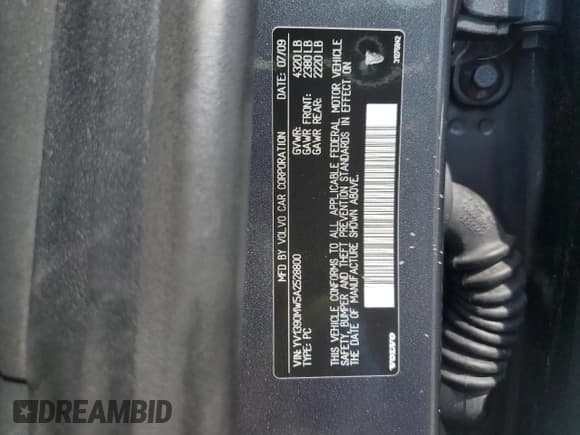 MFD BY VOLVO CAR CORPORATION DATE: 07/09
GVWR: 4320 LB
GAWR FRONT: 2380 LB
GAWR REAR: 2220 LB
VIN: YV1390MW5A2528800
TYPE: PC
THIS VEHICLE CONFORMS TO ALL APPLICABLE FEDERAL MOTOR VEHICLE
SAFETY, BUMPER AND THEFT PREVENTION STANDARDS IN EFFECT ON
THE DATE OF MANUFACTURE SHOWN ABOVE.
VOLVO
DREAMBID